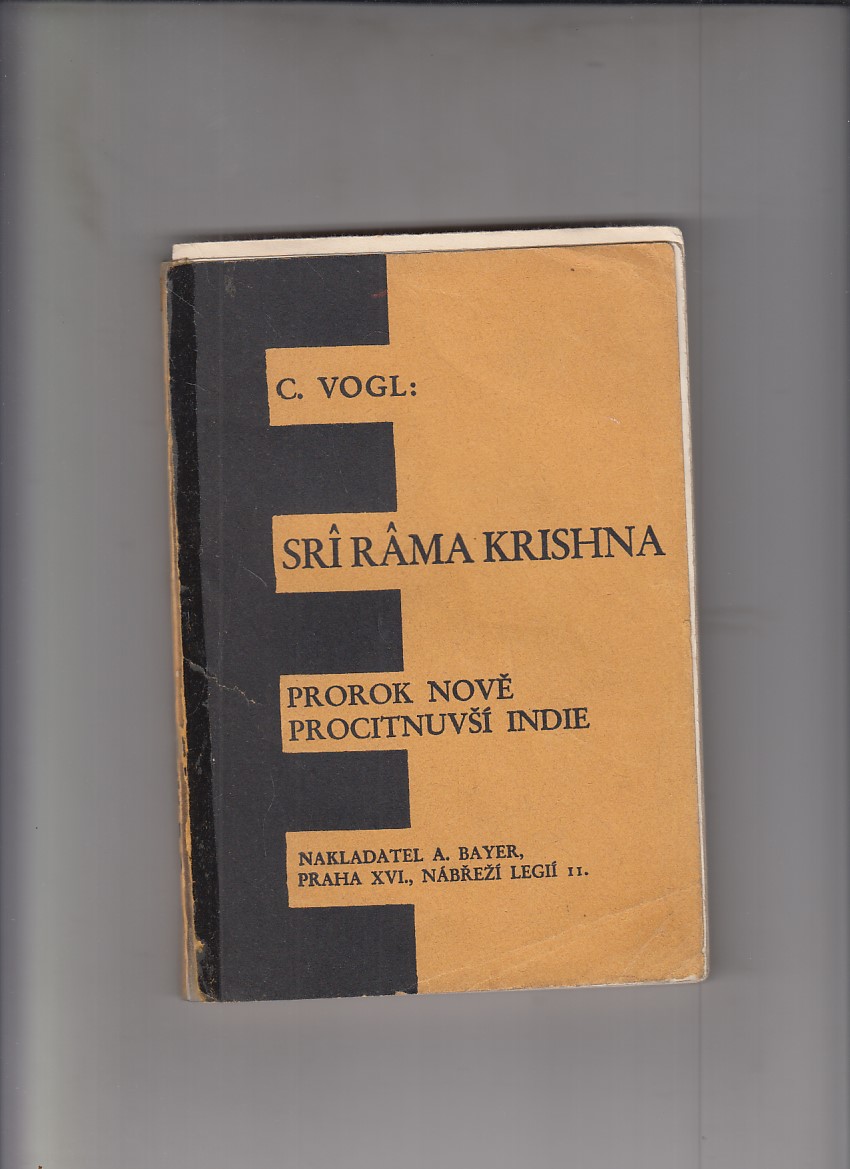 C. VOGL:
SRÎ RÂMA KRISHNA
PROROK NOVĚ
PROCITNUVŠÍ INDIE
NAKLADATEL A. BAYER,
PRAHA XVI., NÁBŘEŽÍ LEGIÍ 11.